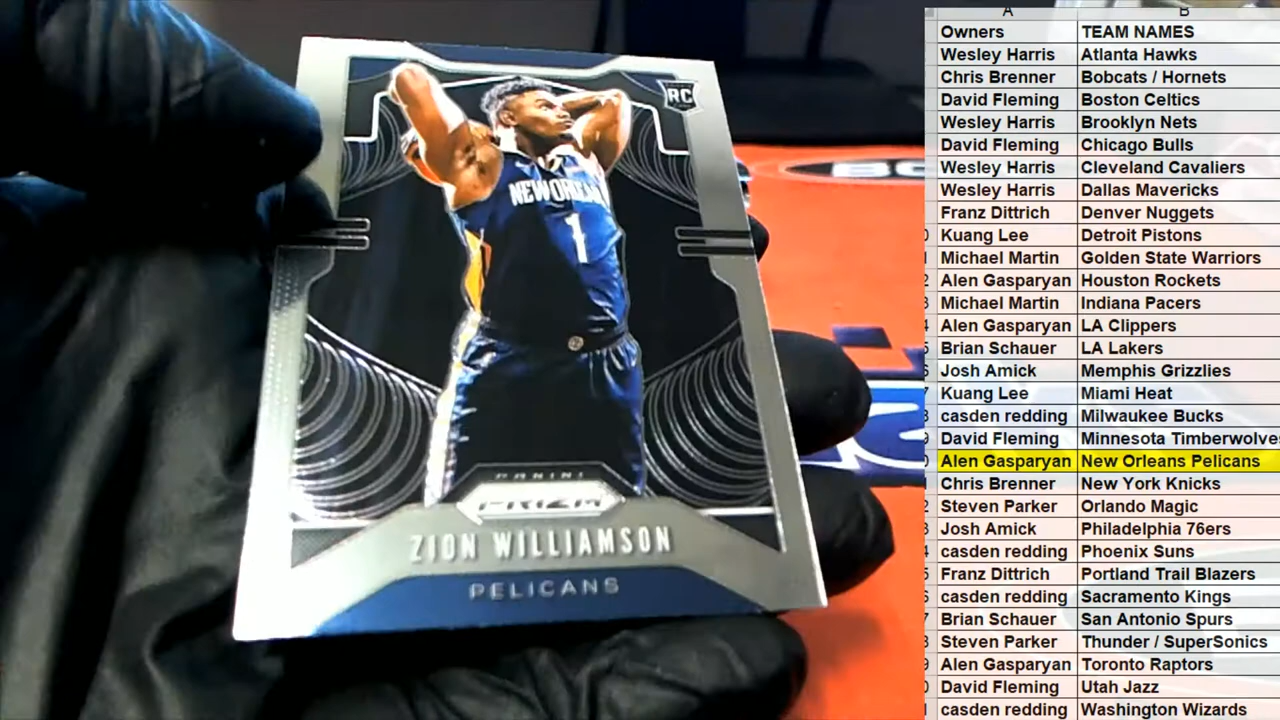 RC
NEW ORLEAN
1
PANINI
PRIZM
ZION WILLIAMSON
PELICANS
A B
Owners TEAM NAMES
Wesley Harris Atlanta Hawks
Chris Brenner Bobcats / Hornets
David Fleming Boston Celtics
Wesley Harris Brooklyn Nets
David Fleming Chicago Bulls
Wesley Harris Cleveland Cavaliers
Wesley Harris Dallas Mavericks
Franz Dittrich Denver Nuggets
Kuang Lee Detroit Pistons
Michael Martin Golden State Warriors
Alen Gasparyan Houston Rockets
Michael Martin Indiana Pacers
Alen Gasparyan LA Clippers
Brian Schauer LA Lakers
Josh Amick Memphis Grizzlies
Kuang Lee Miami Heat
casden redding Milwaukee Bucks
David Fleming Minnesota Timberwolve
Alen Gasparyan New Orleans Pelicans
Chris Brenner New York Knicks
Steven Parker Orlando Magic
Josh Amick Philadelphia 76ers
casden redding Phoenix Suns
Franz Dittrich Portland Trail Blazers
casden redding Sacramento Kings
Brian Schauer San Antonio Spurs
Steven Parker Thunder / SuperSonics
Alen Gasparyan Toronto Raptors
David Fleming Utah Jazz
casden redding Washington Wizards